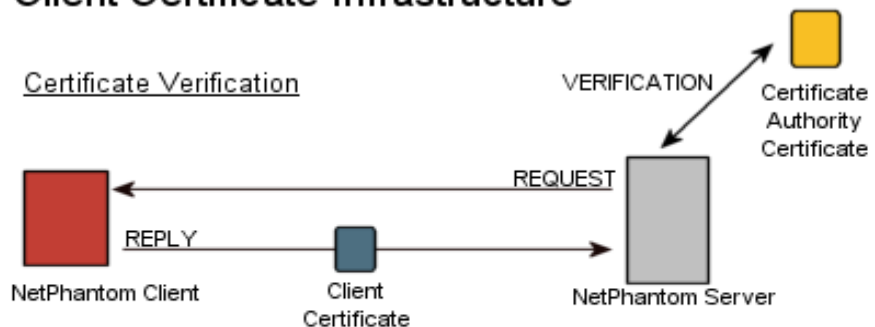 Client Certificate Infrastructure
Certificate Verification
VERIFICATION
Certificate
Authority
Certificate
REQUEST
REPLY
NetPhantom Client
Client
Certificate
NetPhantom Server